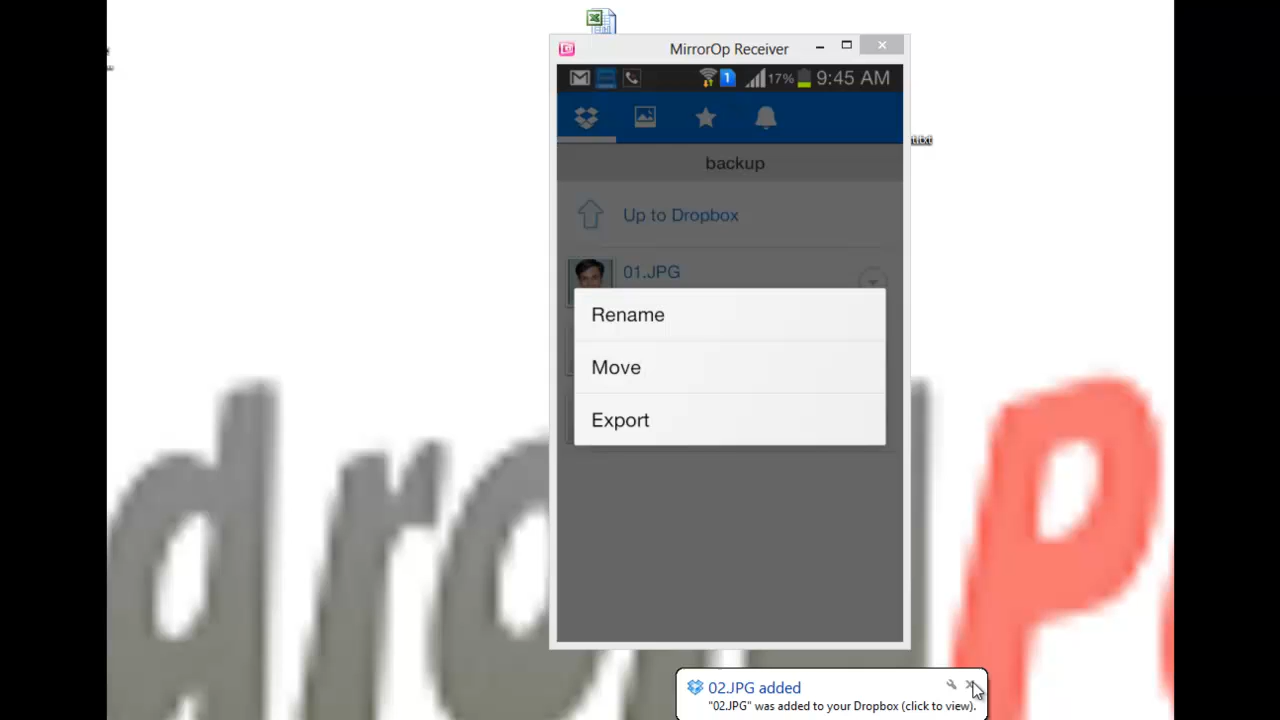 MirrorOp Receiver
1 17% 9:45 AM
backup
Up to Dropbox
01.JPG
Rename
Move
Export
02.JPG added
"02.JPG" was added to your Dropbox (click to view).